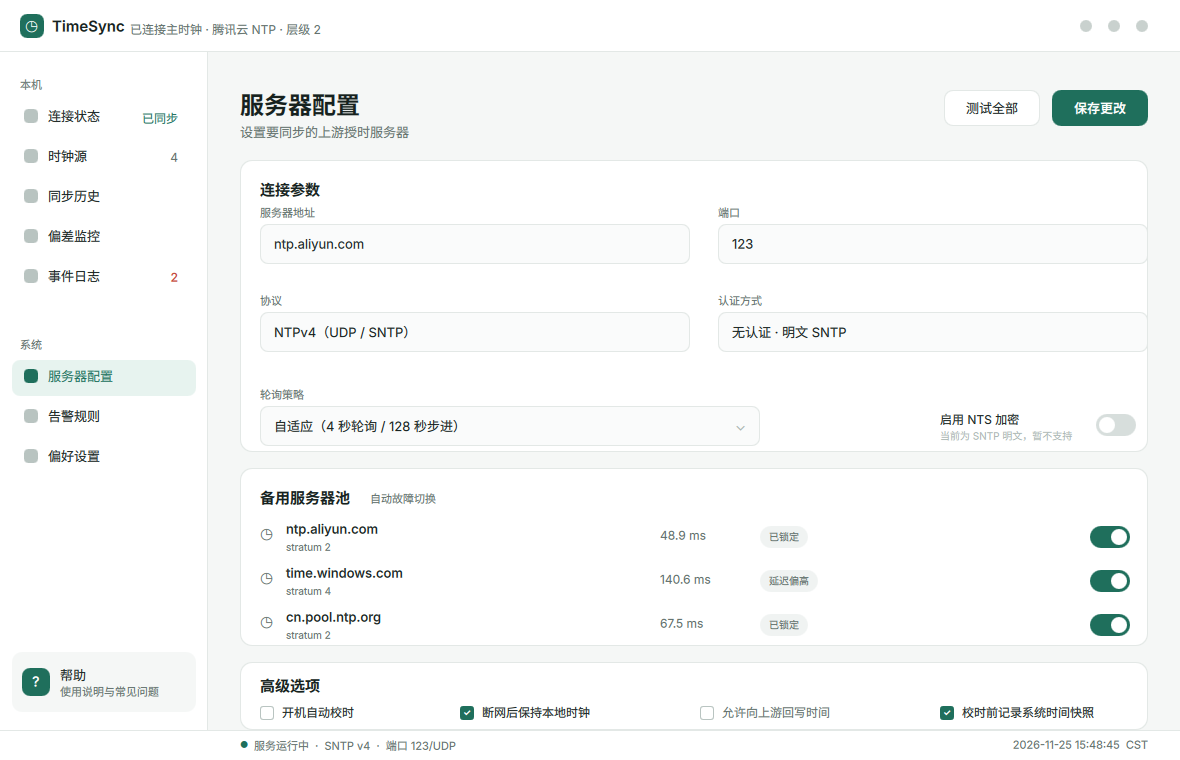 TimeSync 已连接主时钟 · 腾讯云 NTP · 层级 2
本机
连接状态 已同步
时钟源 4
同步历史
偏差监控
事件日志 2
系统
服务器配置
告警规则
偏好设置
? 帮助
使用说明与常见问题
服务器配置
设置要同步的上游授时服务器
测试全部 保存更改
连接参数
服务器地址 端口
ntp.aliyun.com 123
协议 认证方式
NTPv4（UDP / SNTP） 无认证 · 明文 SNTP
轮询策略
自适应（4 秒轮询 / 128 秒步进）
启用 NTS 加密
当前为 SNTP 明文，暂不支持
备用服务器池 自动故障切换
ntp.aliyun.com 48.9 ms 已锁定
stratum 2
time.windows.com 140.6 ms 延迟偏高
stratum 4
cn.pool.ntp.org 67.5 ms 已锁定
stratum 2
高级选项
开机自动校时 断网后保持本地时钟 允许向上游回写时间 校时前记录系统时间快照
服务运行中 · SNTP v4 · 端口 123/UDP 2026-11-25 15:48:45 CST